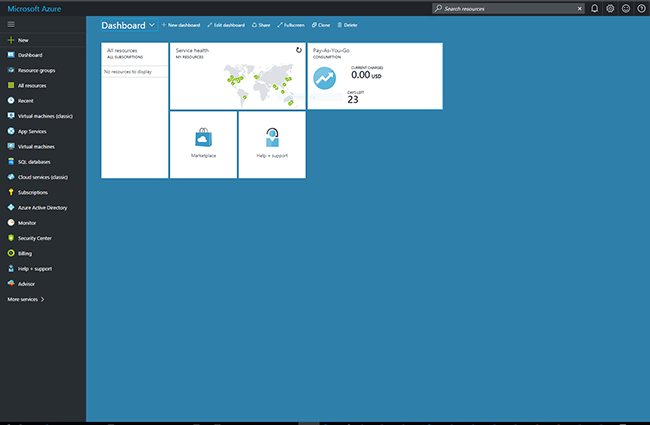 Microsoft Azure
Search resources
Dashboard
New dashboard
Edit dashboard
Share
Fullscreen
Clone
Delete
New
Dashboard
Resource groups
All resources
Recent
Virtual machines (classic)
App Services
Virtual machines
SQL databases
Cloud services (classic)
Subscriptions
Azure Active Directory
Monitor
Security Center
Billing
Help + support
Advisor
More services
All resources
ALL SUBSCRIPTIONS
No resources to display
Service health
MY RESOURCES
Pay-As-You-Go
CONSUMPTION
CURRENT CHARGES
0.00 USD
DAYS LEFT
23
Marketplace
Help + support